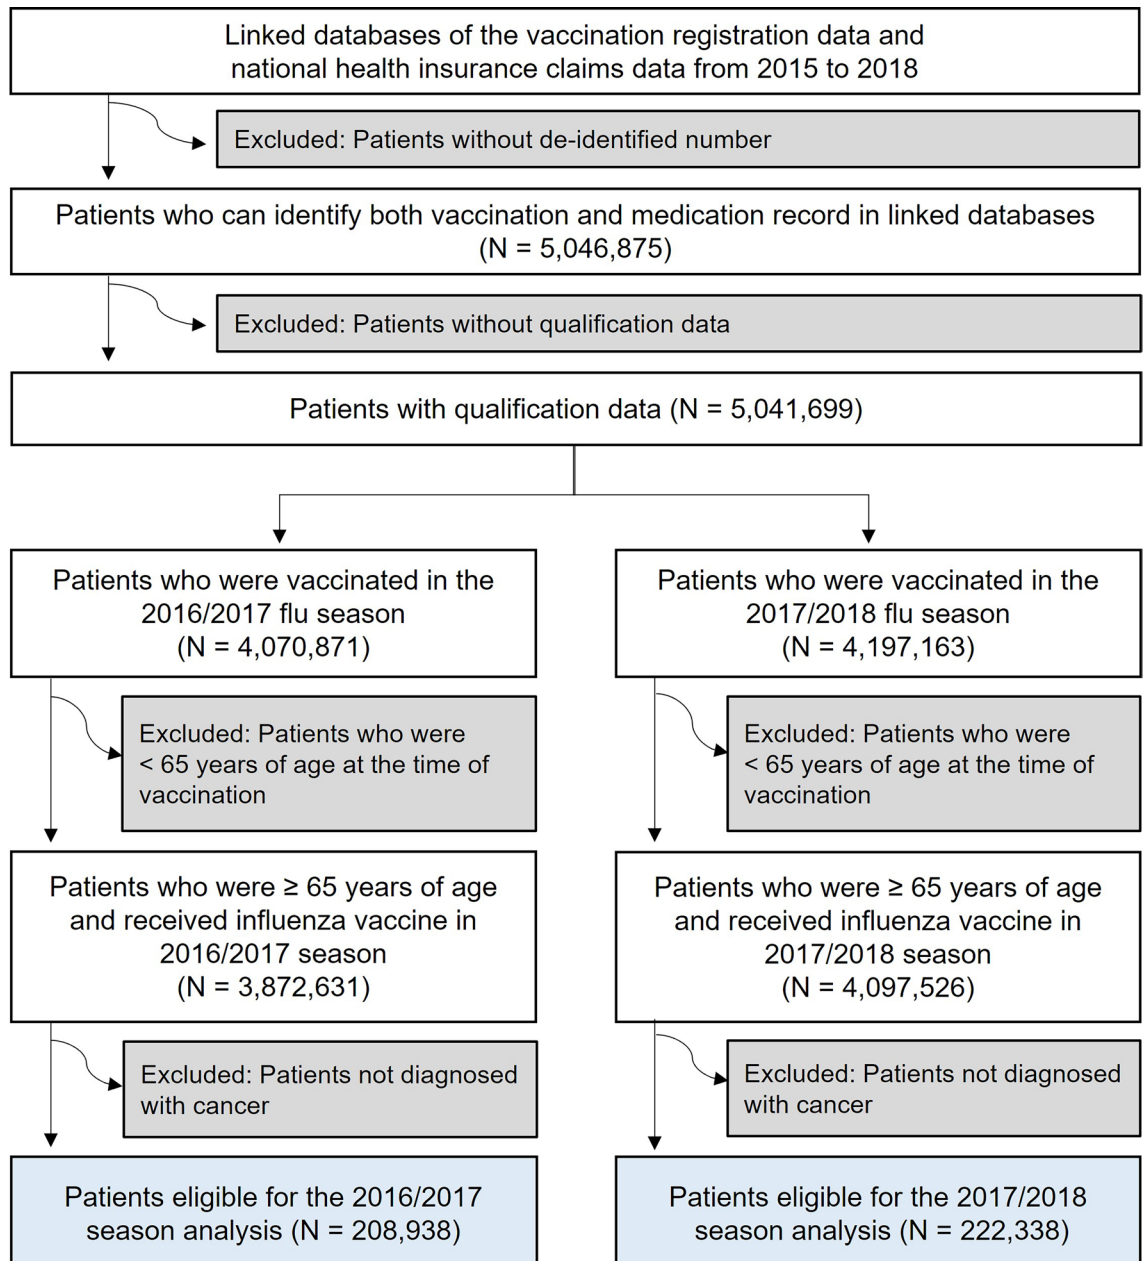 Linked databases of the vaccination registration data and
national health insurance claims data from 2015 to 2018
Excluded: Patients without de-identified number
Patients who can identify both vaccination and medication record in linked databases
(N = 5,046,875)
Excluded: Patients without qualification data
Patients with qualification data (N = 5,041,699)
Patients who were vaccinated in the
2016/2017 flu season
(N = 4,070,871)
Patients who were vaccinated in the
2017/2018 flu season
(N = 4,197,163)
Excluded: Patients who were
< 65 years of age at the time of
vaccination
Excluded: Patients who were
< 65 years of age at the time of
vaccination
Patients who were ≥ 65 years of age
and received influenza vaccine in
2016/2017 season
(N = 3,872,631)
Patients who were ≥ 65 years of age
and received influenza vaccine in
2017/2018 season
(N = 4,097,526)
Excluded: Patients not diagnosed
with cancer
Excluded: Patients not diagnosed
with cancer
Patients eligible for the 2016/2017
season analysis (N = 208,938)
Patients eligible for the 2017/2018
season analysis (N = 222,338)